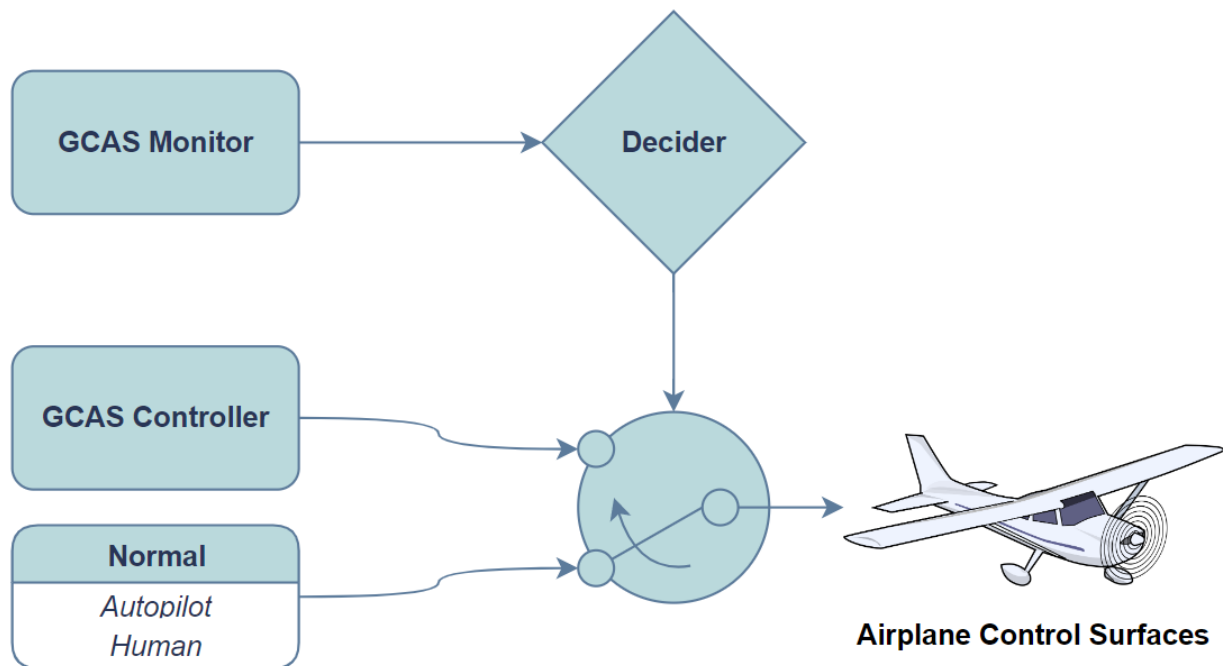 GCAS Monitor
Decider
GCAS Controller
Normal
Autopilot
Human
Airplane Control Surfaces